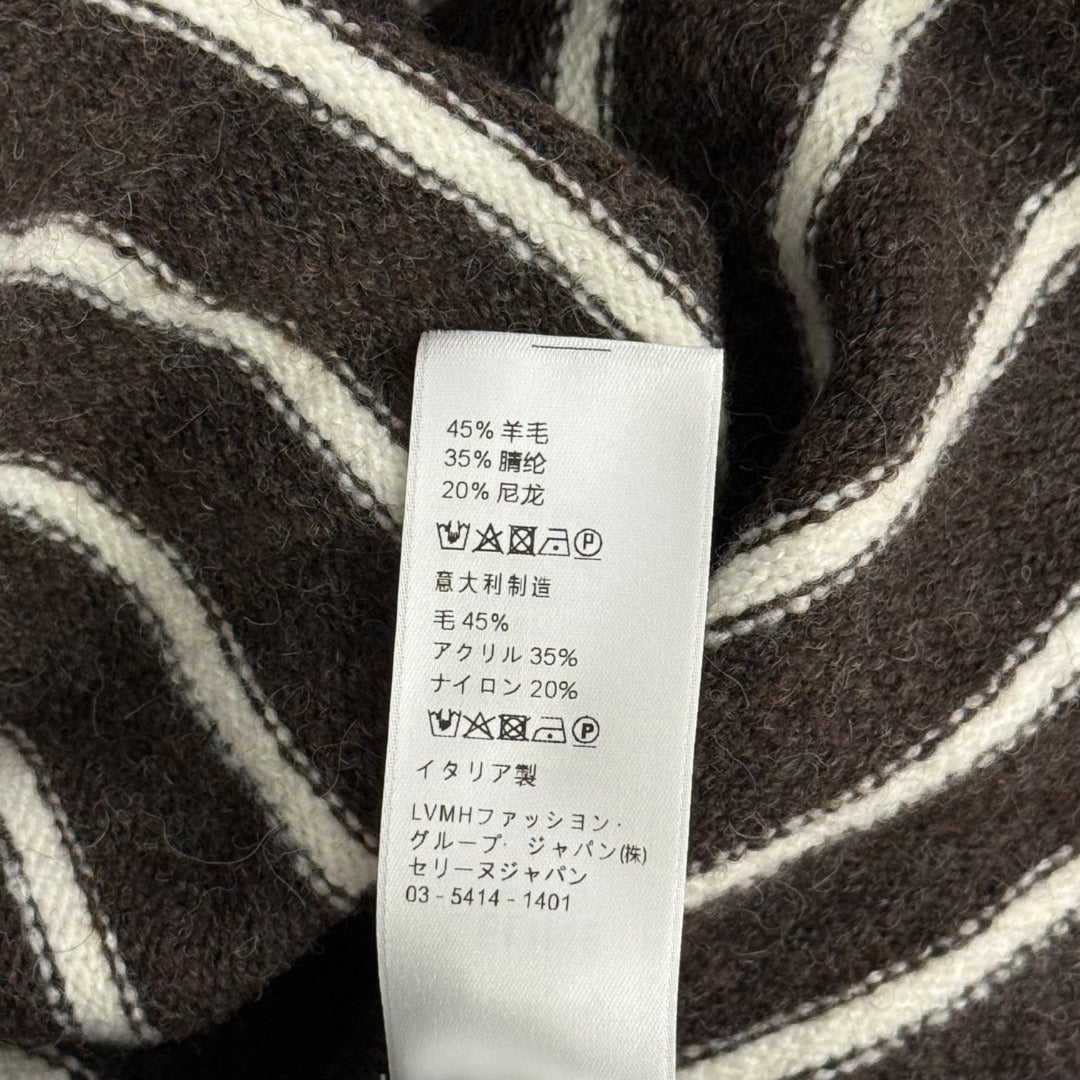 45% 羊毛
35% 腈纶
20% 尼龙
P
意大利制造
毛 45%
アクリル 35%
ナイロン 20%
P
イタリア製
LVMHファッション・
グループ・ジャパン(株)
セリーヌジャパン
03 - 5414 - 1401